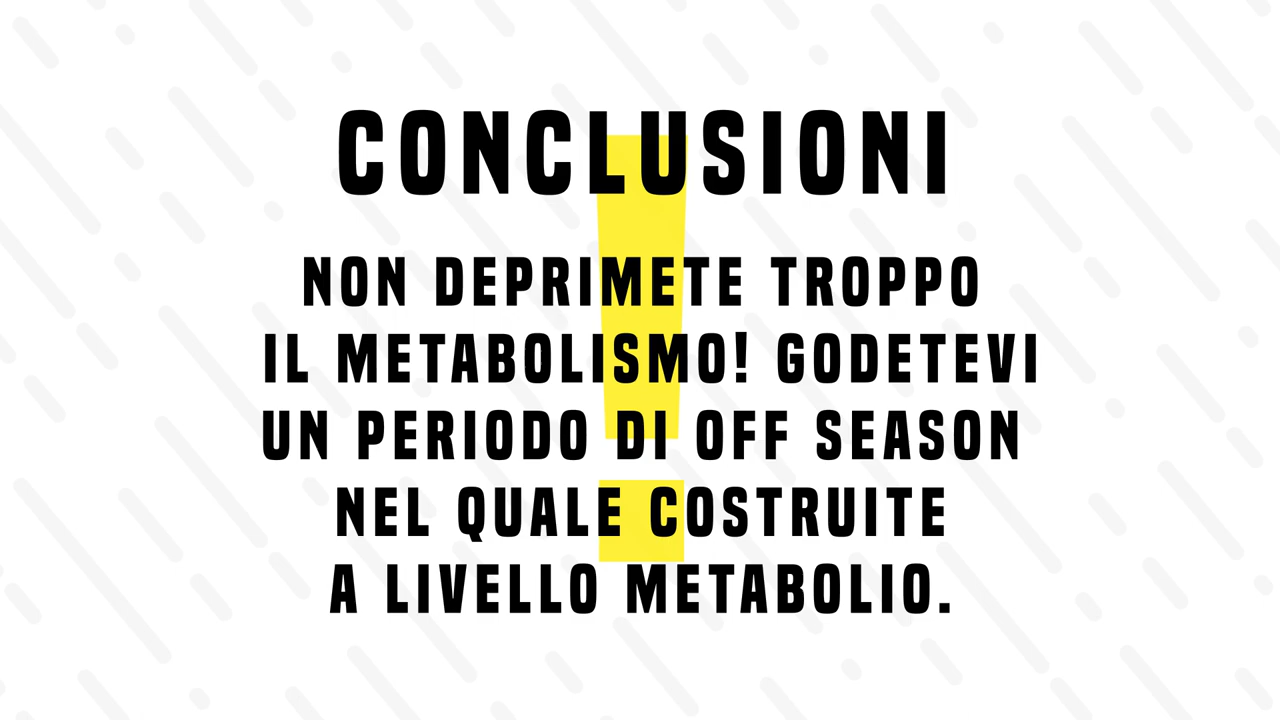 CONCLUSIONI
NON DEPRIMETE TROPPO
IL METABOLISMO! GODETEVI
UN PERIODO DI OFF SEASON
NEL QUALE COSTRUITE
A LIVELLO METABOLIO.